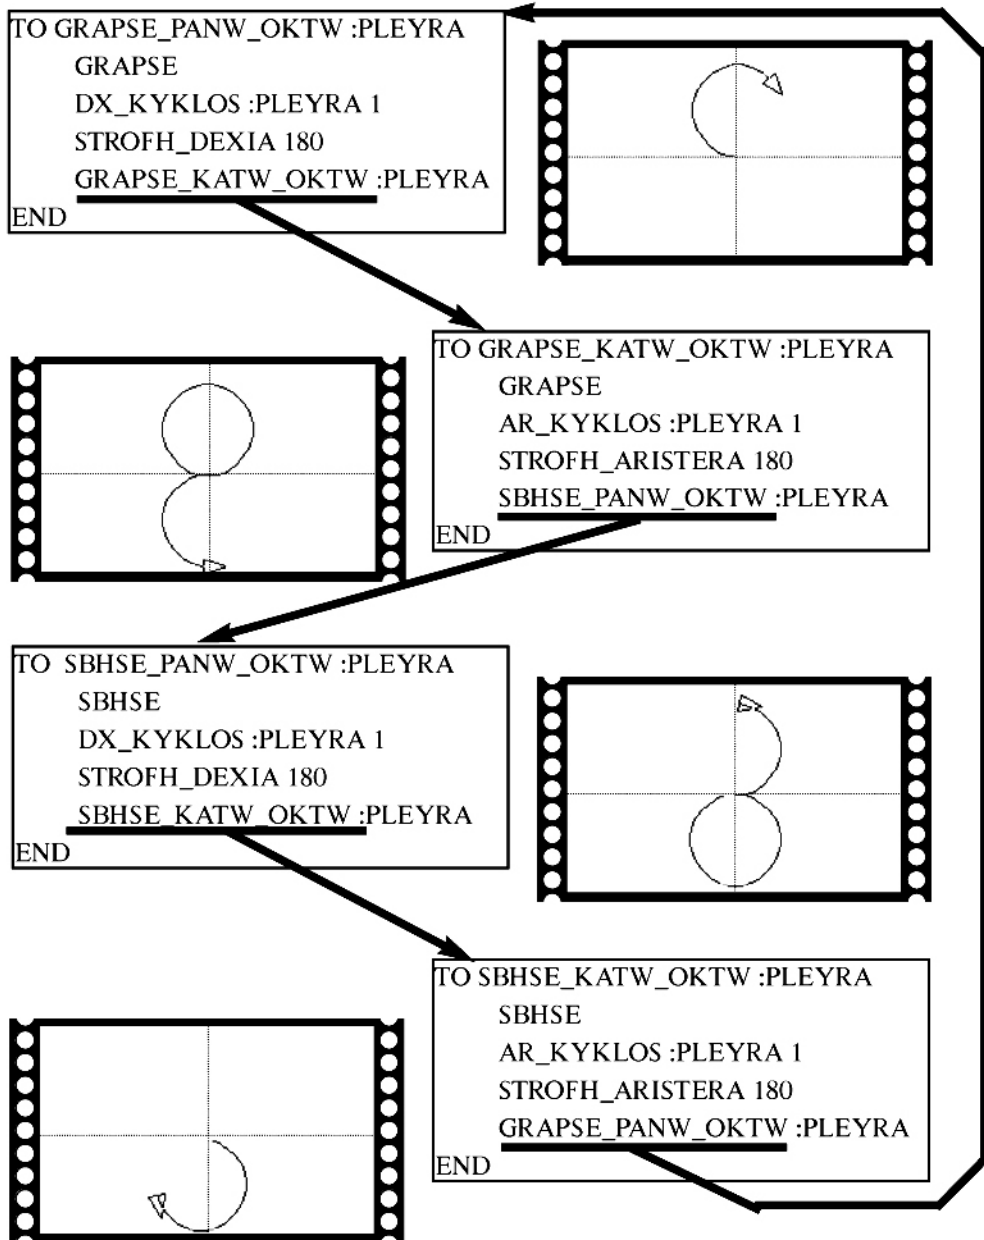 TO GRAPSE_PANW_OKTW :PLEYRA
GRAPSE
DX_KYKLOS :PLEYRA 1
STROFH_DEXIA 180
GRAPSE_KATW_OKTW :PLEYRA
END
TO GRAPSE_KATW_OKTW :PLEYRA
GRAPSE
AR_KYKLOS :PLEYRA 1
STROFH_ARISTERA 180
SBHSE_PANW_OKTW :PLEYRA
END
TO SBHSE_PANW_OKTW :PLEYRA
SBHSE
DX_KYKLOS :PLEYRA 1
STROFH_DEXIA 180
SBHSE_KATW_OKTW :PLEYRA
END
TO SBHSE_KATW_OKTW :PLEYRA
SBHSE
AR_KYKLOS :PLEYRA 1
STROFH_ARISTERA 180
GRAPSE_PANW_OKTW :PLEYRA
END